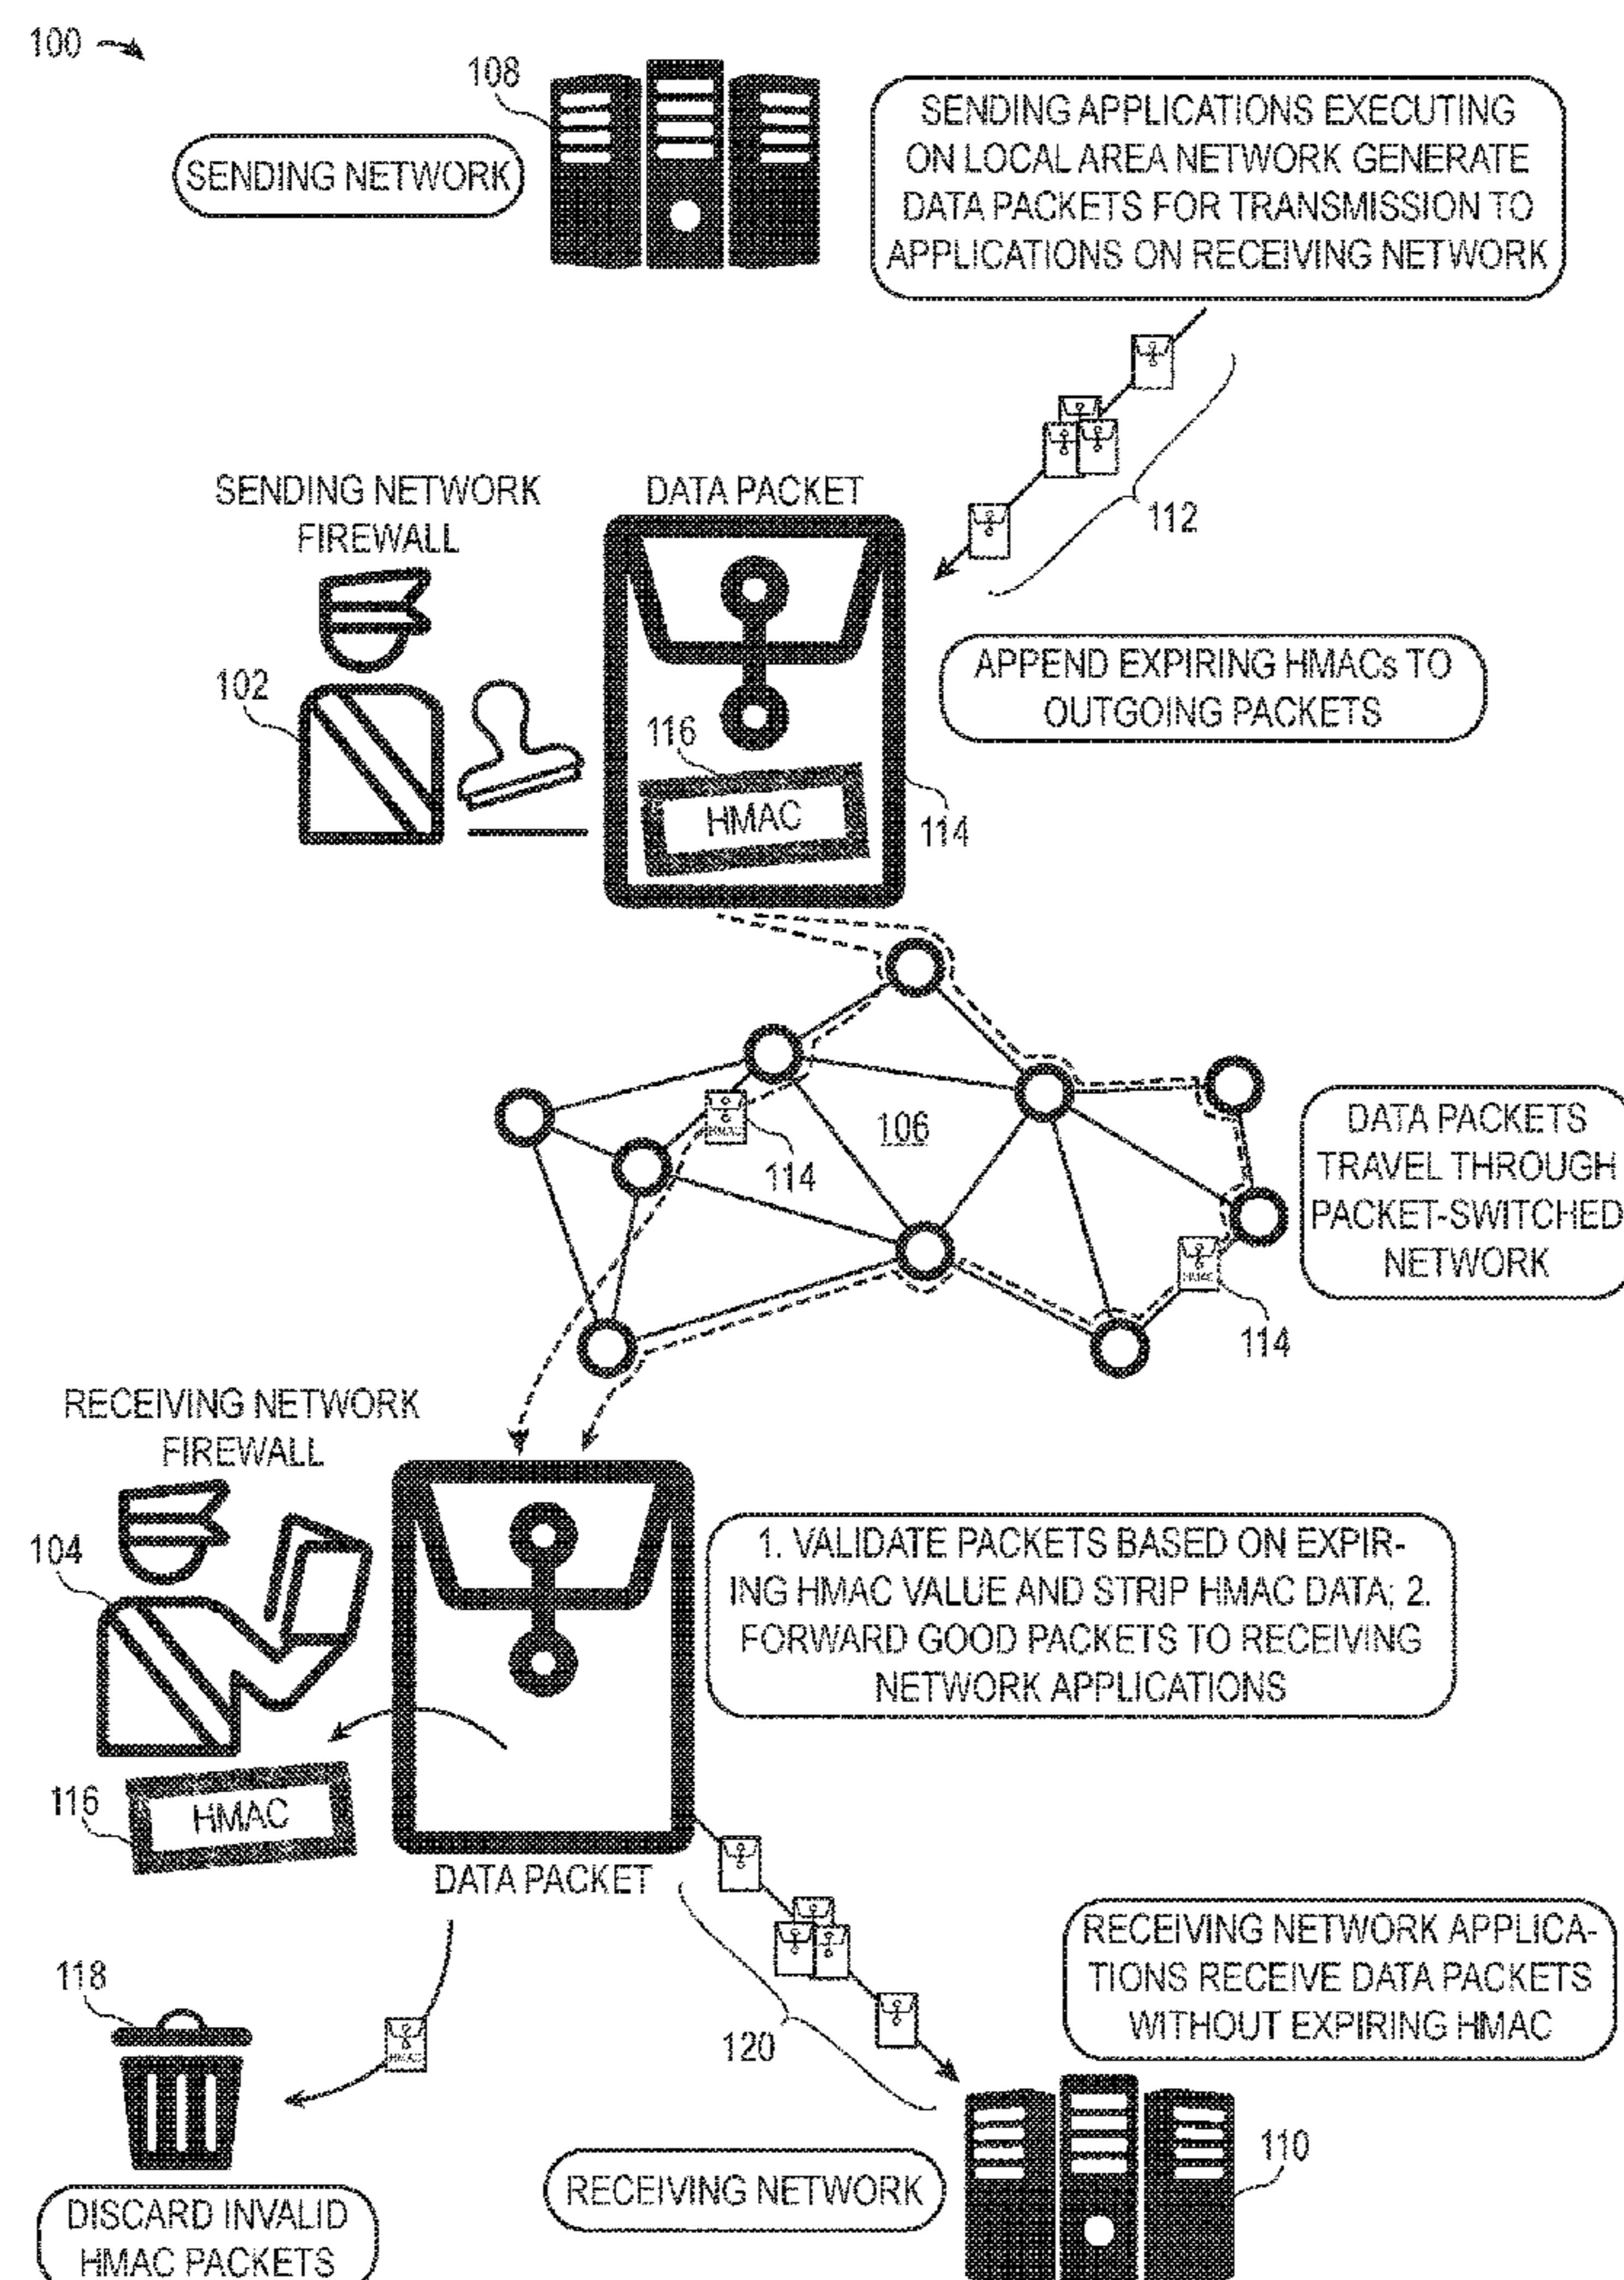 100
108
SENDING NETWORK
SENDING APPLICATIONS EXECUTING
ON LOCAL AREA NETWORK GENERATE
DATA PACKETS FOR TRANSMISSION TO
APPLICATIONS ON RECEIVING NETWORK
112
SENDING NETWORK
FIREWALL
DATA PACKET
102
116
HMAC
114
APPEND EXPIRING HMACs TO
OUTGOING PACKETS
106
HMAC
114
DATA PACKETS
TRAVEL THROUGH
PACKET-SWITCHED
NETWORK
HMAC
114
RECEIVING NETWORK
FIREWALL
104
1. VALIDATE PACKETS BASED ON EXPIR-
ING HMAC VALUE AND STRIP HMAC DATA; 2.
FORWARD GOOD PACKETS TO RECEIVING
NETWORK APPLICATIONS
116
HMAC
DATA PACKET
118
HMAC
120
RECEIVING NETWORK APPLICA-
TIONS RECEIVE DATA PACKETS
WITHOUT EXPIRING HMAC
110
RECEIVING NETWORK
DISCARD INVALID
HMAC PACKETS